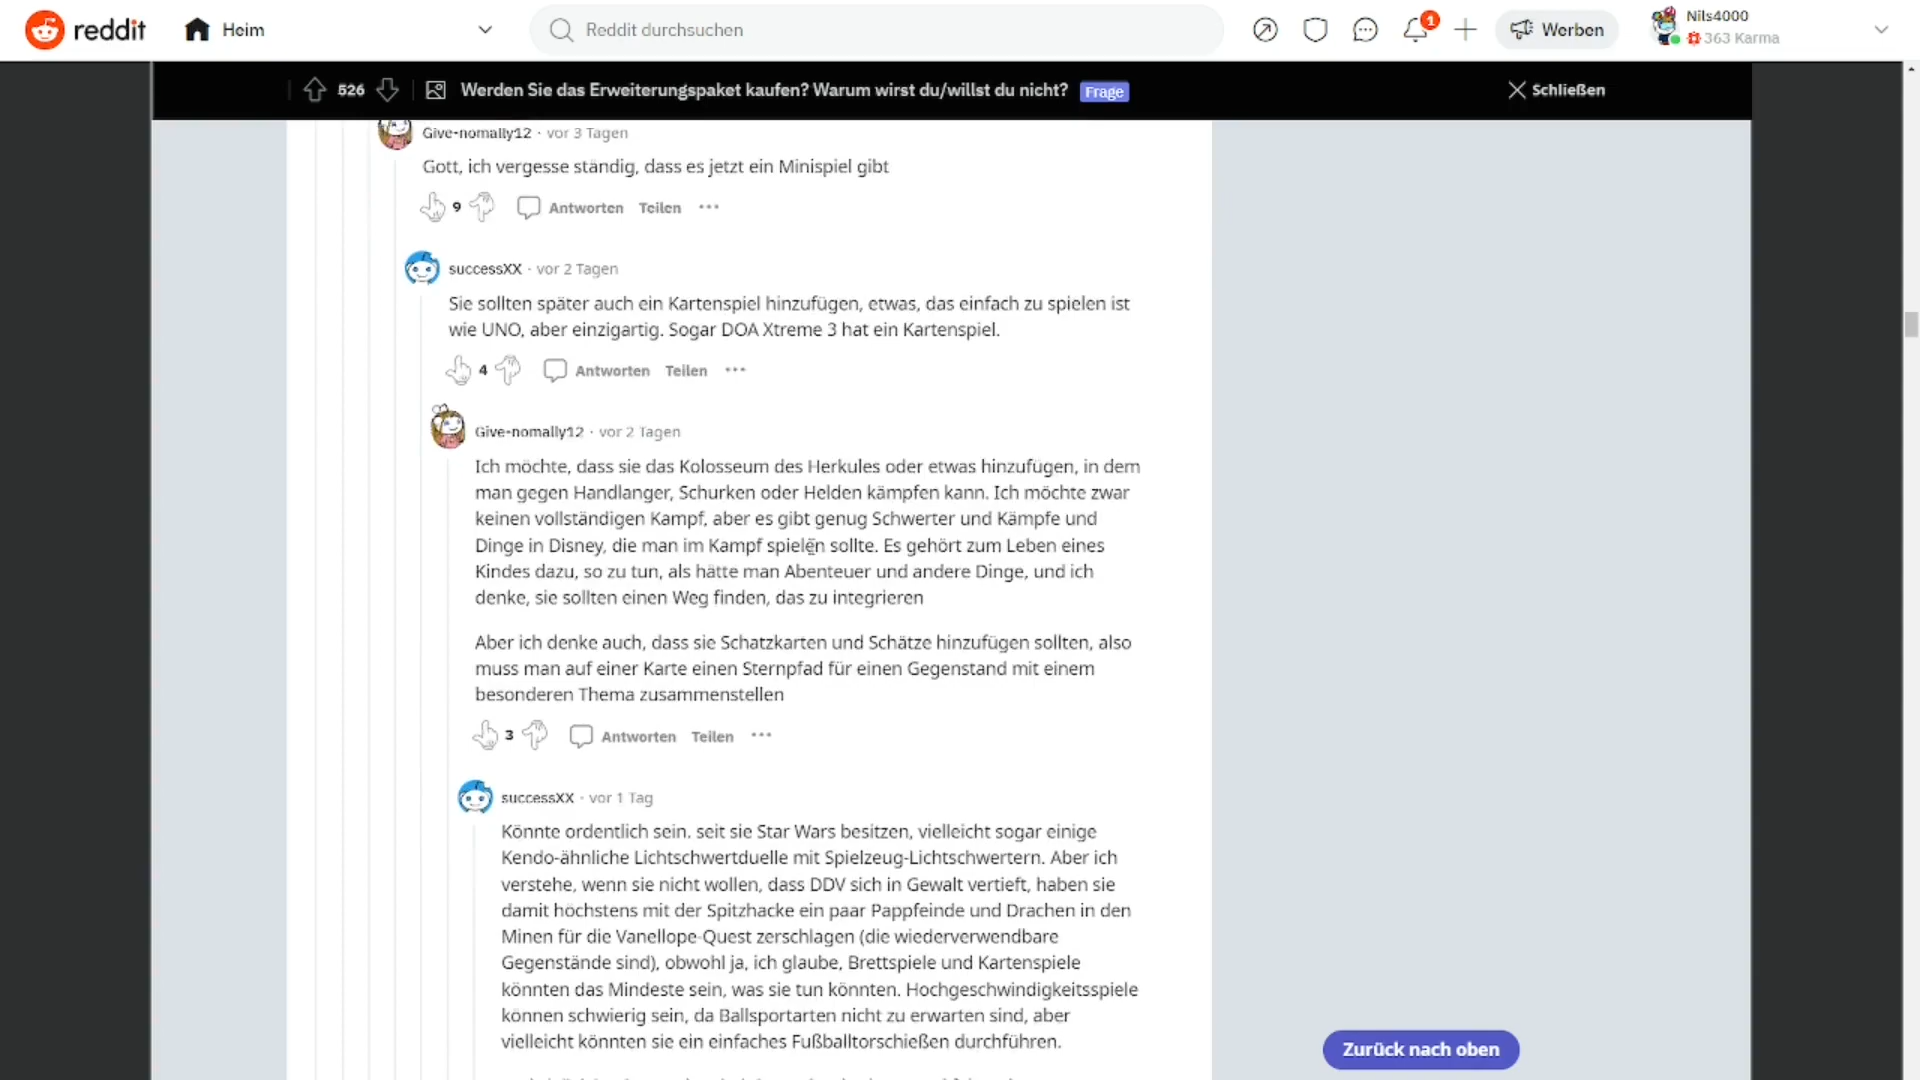 reddit
Heim
Reddit durchsuchen
1
Werben
Nils4000
363 Karma
526
Werden Sie das Erweiterungspaket kaufen? Warum wirst du/willst du nicht?
Frage
Schließen
Give-nomally12 · vor 3 Tagen
Gott, ich vergesse ständig, dass es jetzt ein Minispiel gibt
9 Antworten Teilen ···
successXX · vor 2 Tagen
Sie sollten später auch ein Kartenspiel hinzufügen, etwas, das einfach zu spielen ist
wie UNO, aber einzigartig. Sogar DOA Xtreme 3 hat ein Kartenspiel.
4 Antworten Teilen ···
Give-nomally12 · vor 2 Tagen
Ich möchte, dass sie das Kolosseum des Herkules oder etwas hinzufügen, in dem
man gegen Handlanger, Schurken oder Helden kämpfen kann. Ich möchte zwar
keinen vollständigen Kampf, aber es gibt genug Schwerter und Kämpfe und
Dinge in Disney, die man im Kampf spielen sollte. Es gehört zum Leben eines
Kindes dazu, so zu tun, als hätte man Abenteuer und andere Dinge, und ich
denke, sie sollten einen Weg finden, das zu integrieren
Aber ich denke auch, dass sie Schatzkarten und Schätze hinzufügen sollten, also
muss man auf einer Karte einen Sternpfad für einen Gegenstand mit einem
besonderen Thema zusammenstellen
3 Antworten Teilen ···
successXX · vor 1 Tag
Könnte ordentlich sein. seit sie Star Wars besitzen, vielleicht sogar einige
Kendo-ähnliche Lichtschwertduelle mit Spielzeug-Lichtschwertern. Aber ich
verstehe, wenn sie nicht wollen, dass DDV sich in Gewalt vertieft, haben sie
damit höchstens mit der Spitzhacke ein paar Pappfeinde und Drachen in den
Minen für die Vanellope-Quest zerschlagen (die wiederverwendbare
Gegenstände sind), obwohl ja, ich glaube, Brettspiele und Kartenspiele
könnten das Mindeste sein, was sie tun könnten. Hochgeschwindigkeitsspiele
können schwierig sein, da Ballsportarten nicht zu erwarten sind, aber
vielleicht könnten sie ein einfaches Fußballtorschießen durchführen.
Zurück nach oben